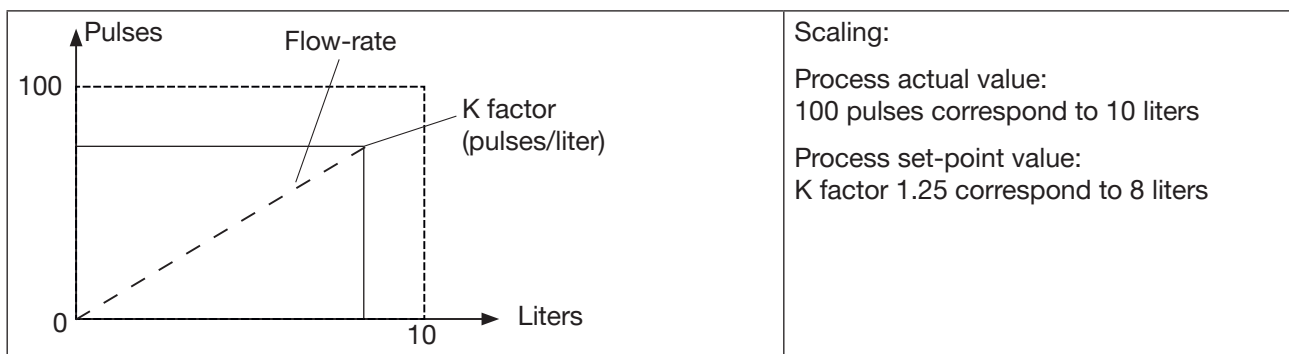 Pulses
Flow-rate
100
K factor
(pulses/liter)
0
10
Liters
Scaling:
Process actual value:
100 pulses correspond to 10 liters
Process set-point value:
K factor 1.25 correspond to 8 liters